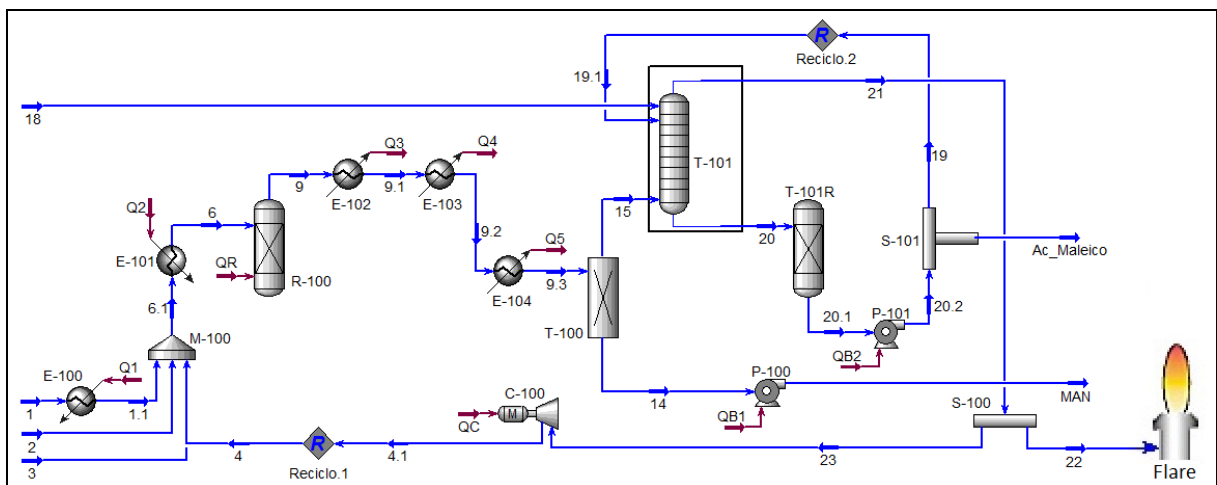 R
Reciclo.2
19.1
21
18
T-101
19
Q3
Q4
9
9.1
E-102
E-103
15
T-101R
Q2
6
20
S-101
9.2
Q5
Ac_Maleico
E-101
QR
R-100
E-104
9.3
6.1
T-100
20.1
P-101
20.2
M-100
QB2
E-100
Q1
C-100
14
P-100
1
1.1
QC
M
MAN
S-100
QB1
2
R
4
4.1
23
22
3
Reciclo.1
Flare